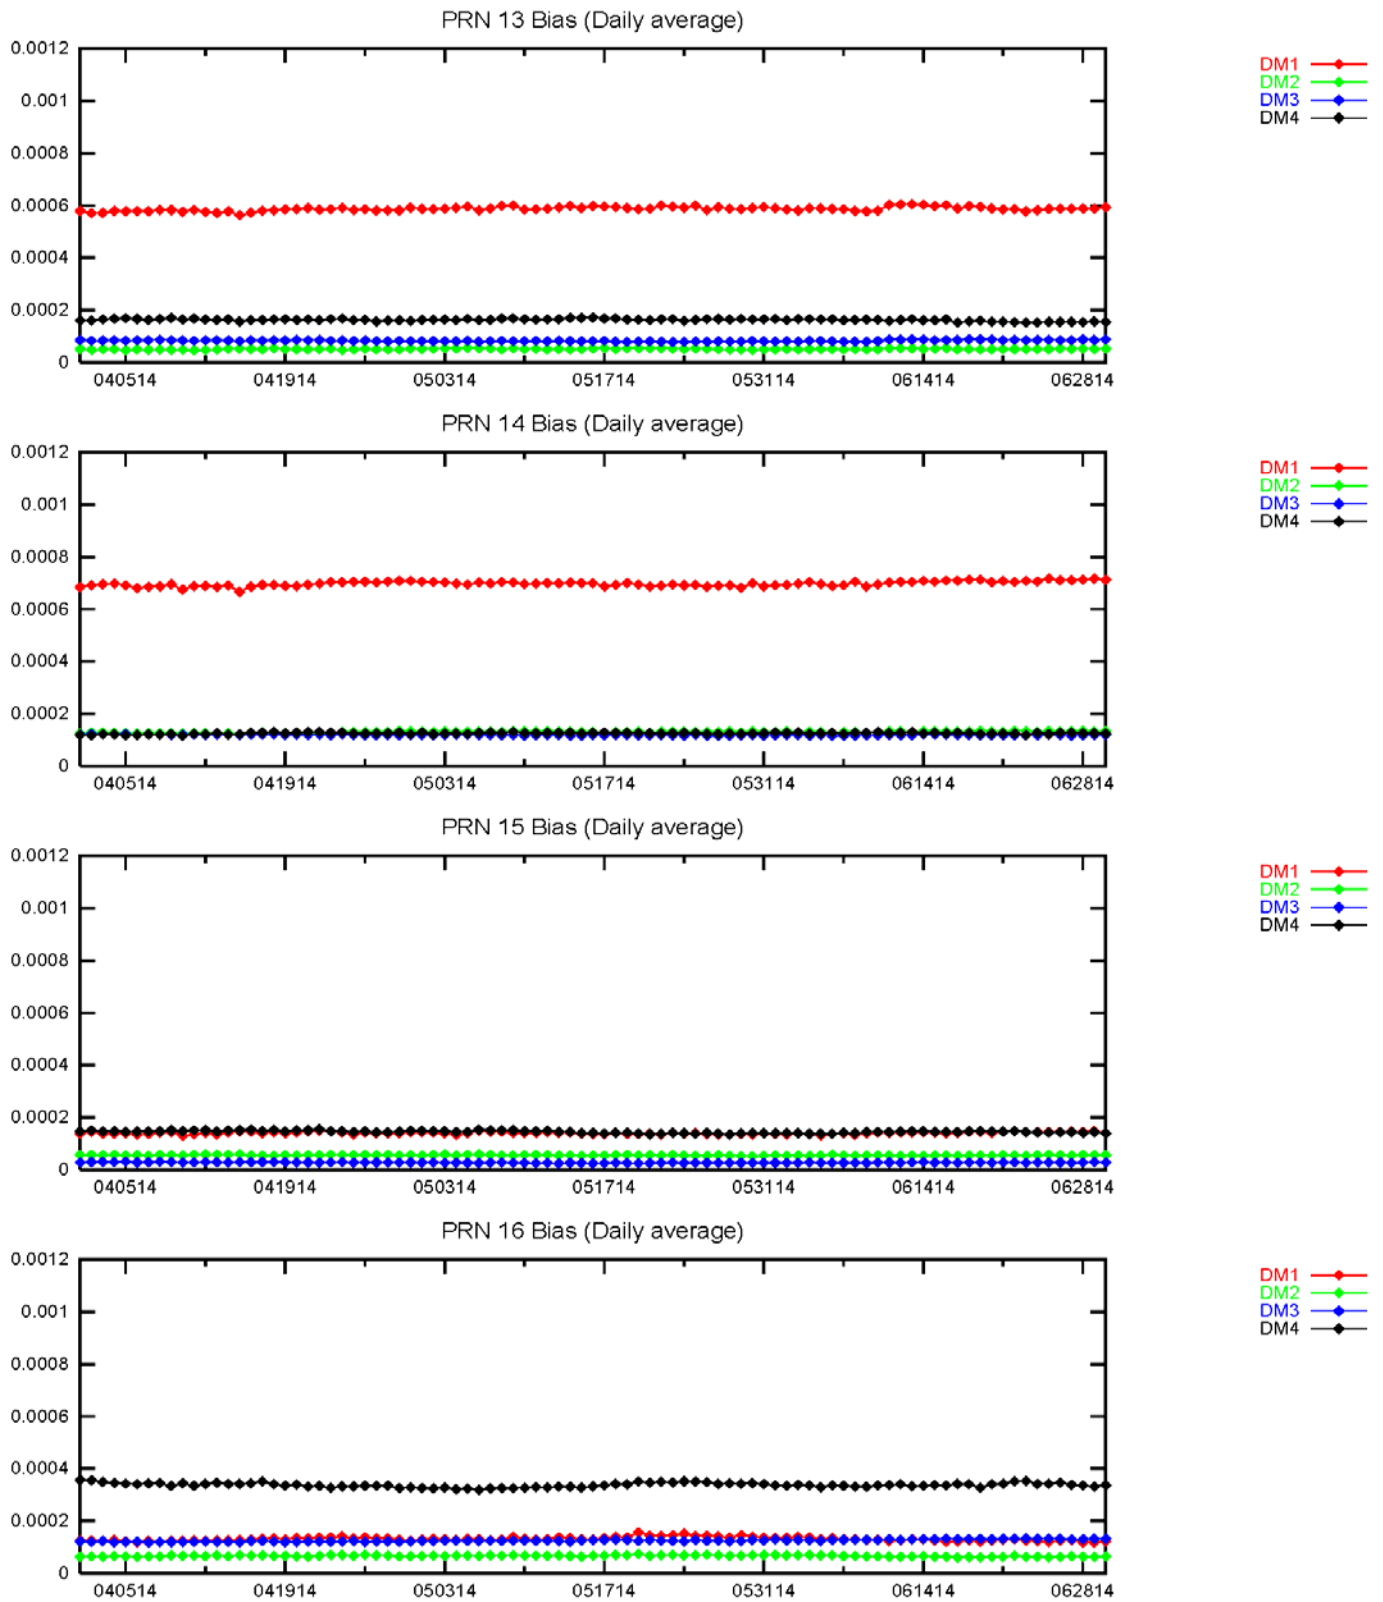 PRN 13 Bias (Daily average)
0.0012
0.001
0.0008
0.0006
0.0004
0.0002
0
040514 041914 050314 051714 053114 061414 062814
DM1
DM2
DM3
DM4
PRN 14 Bias (Daily average)
0.0012
0.001
0.0008
0.0006
0.0004
0.0002
0
040514 041914 050314 051714 053114 061414 062814
DM1
DM2
DM3
DM4
PRN 15 Bias (Daily average)
0.0012
0.001
0.0008
0.0006
0.0004
0.0002
0
040514 041914 050314 051714 053114 061414 062814
DM1
DM2
DM3
DM4
PRN 16 Bias (Daily average)
0.0012
0.001
0.0008
0.0006
0.0004
0.0002
0
040514 041914 050314 051714 053114 061414 062814
DM1
DM2
DM3
DM4